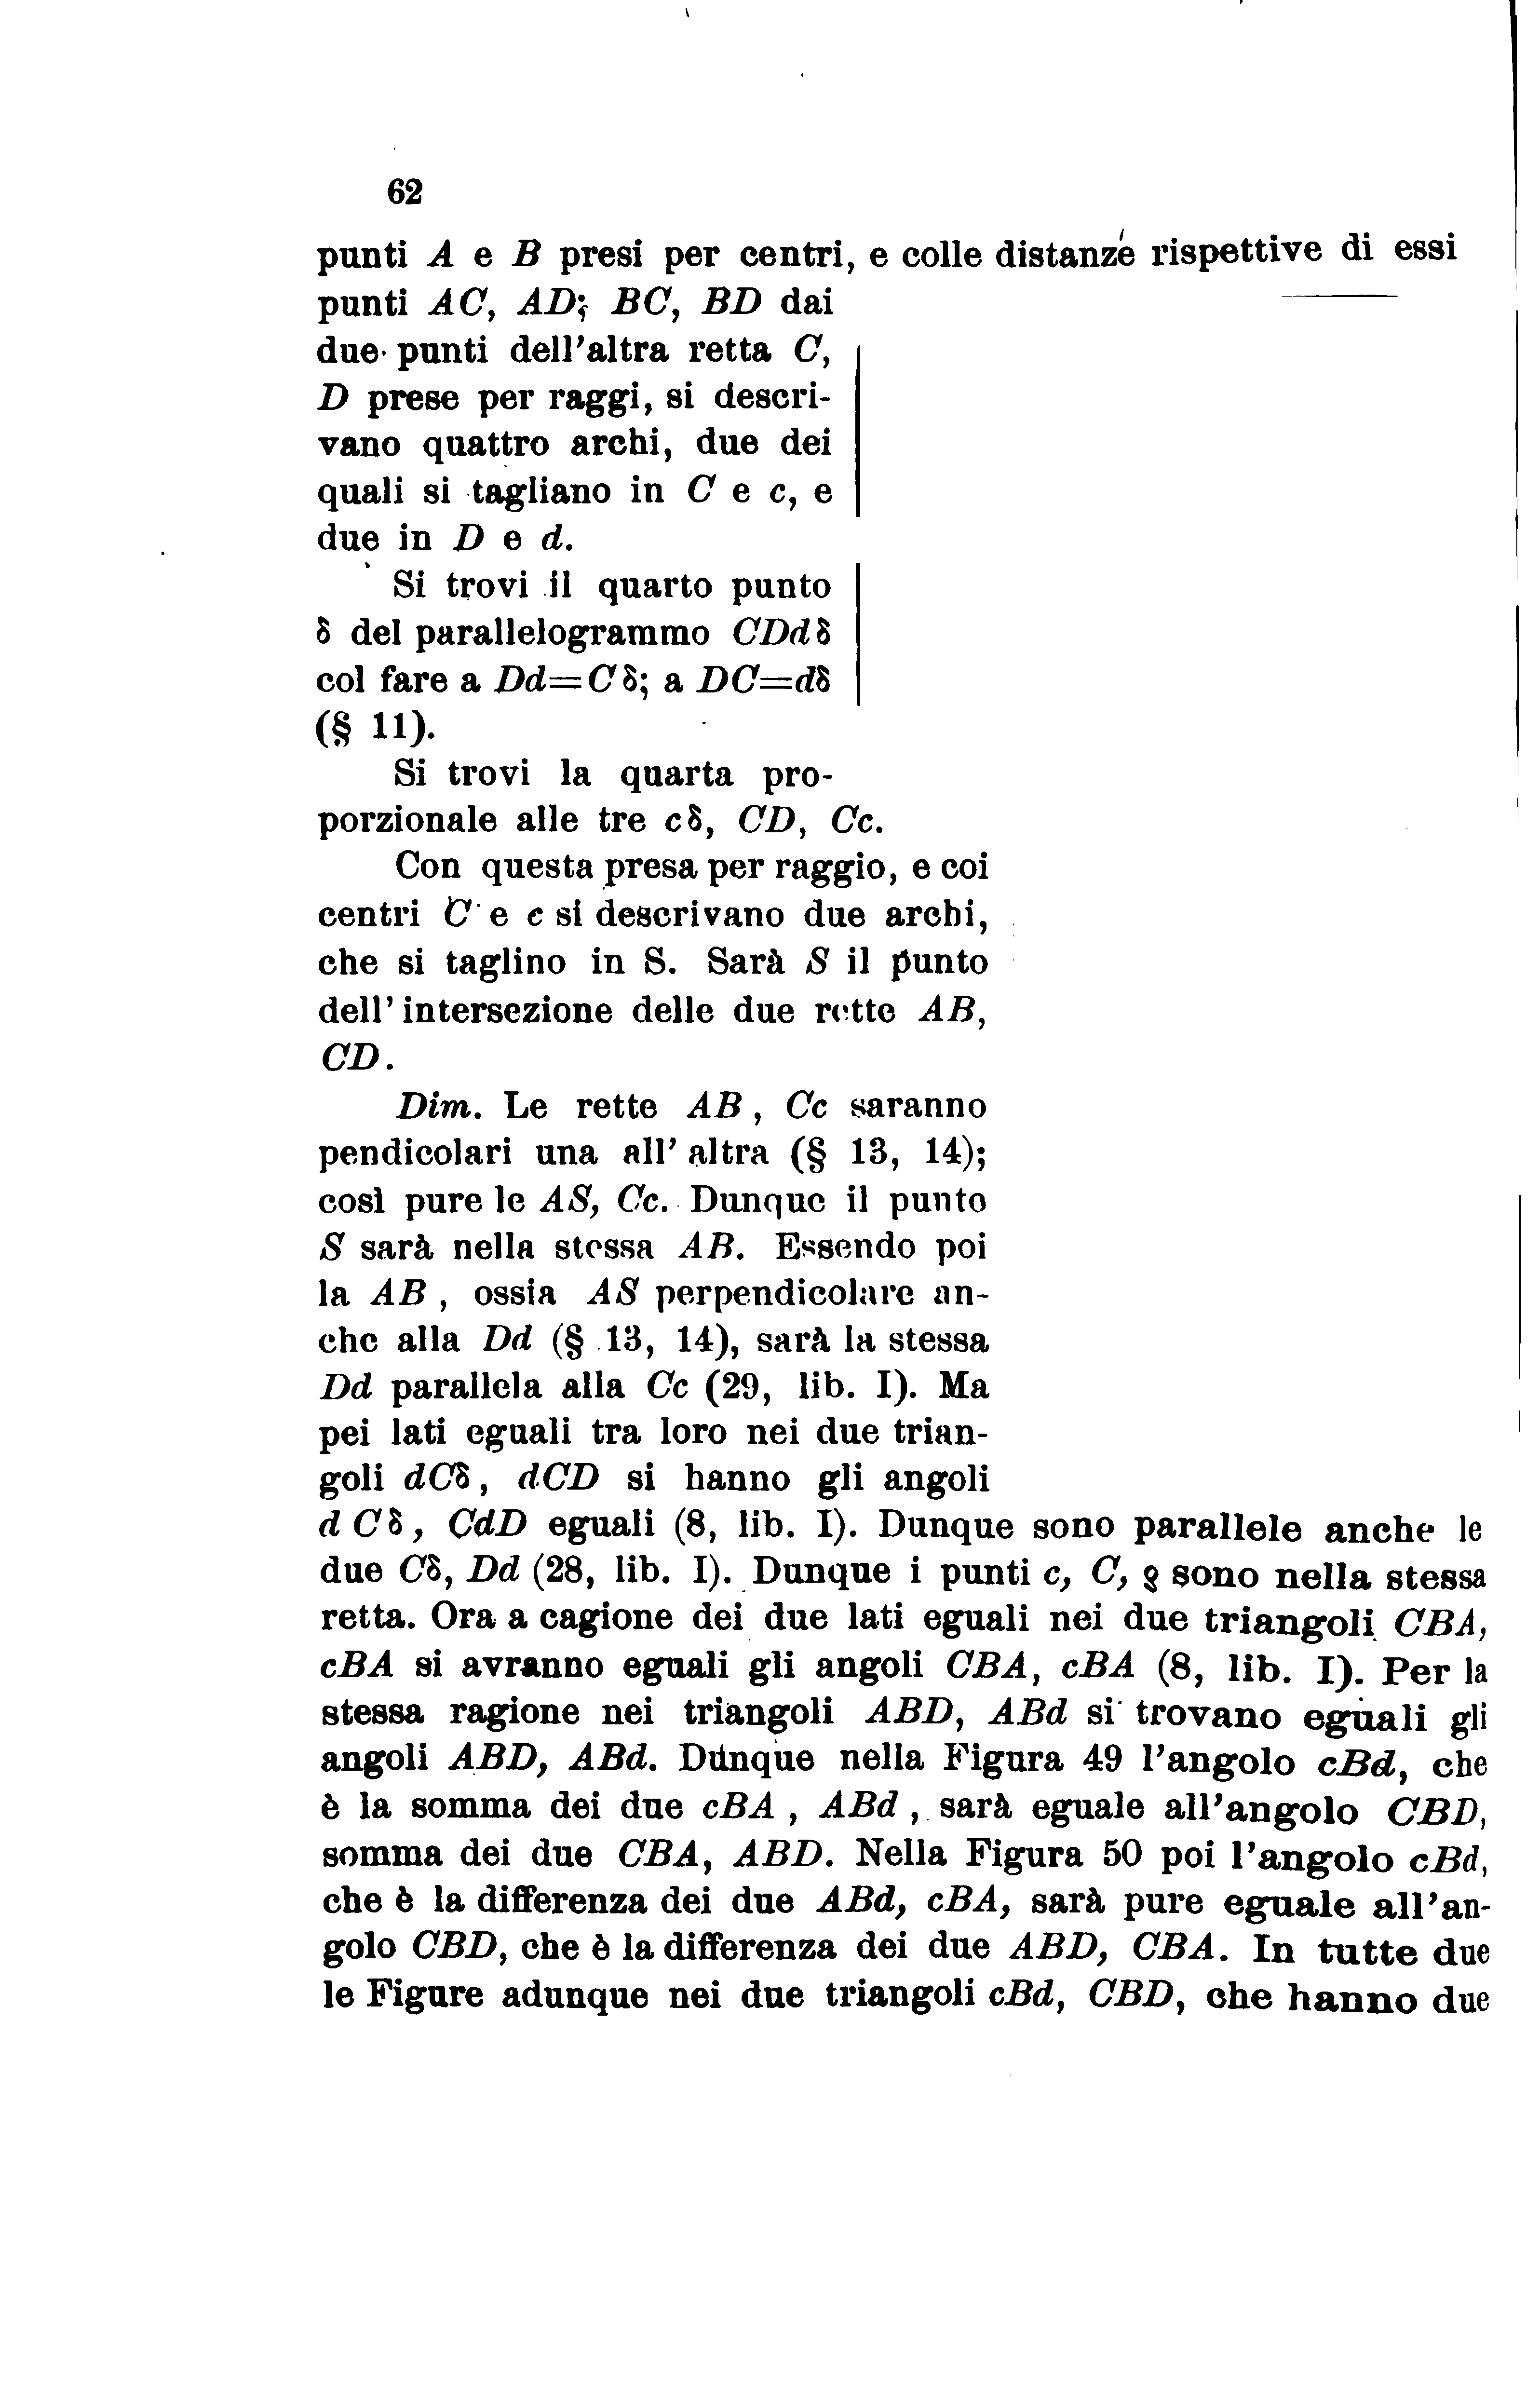 62
punti A e B presi per centri, e colle distanze rispettive di essi
punti AC, AD; BC, BD dai
due punti dell'altra retta C,
D prese per raggi, si descri-
vano quattro archi, due dei
quali si tagliano in C e c, e
due in D e d.
Si trovi il quarto punto
δ del parallelogrammo CDdδ
col fare a Dd=Cδ; a DC=dδ
(§ 11).
Si trovi la quarta pro-
porzionale alle tre cδ, CD, Cc.
Con questa presa per raggio, e coi
centri C e c si descrivano due archi,
che si taglino in S. Sarà S il punto
dell' intersezione delle due rette AB,
CD.
Dim. Le rette AB, Cc saranno
pendicolari una all' altra (§ 13, 14);
così pure le AS, Cc. Dunque il punto
S sarà nella stessa AB. Essendo poi
la AB, ossia AS perpendicolare an-
che alla Dd (§ 13, 14), sarà la stessa
Dd parallela alla Cc (29, lib. I). Ma
pei lati eguali tra loro nei due trian-
goli dCδ, dCD si hanno gli angoli
d Cδ, CdD eguali (8, lib. I). Dunque sono parallele anche le
due Cδ, Dd (28, lib. I). Dunque i punti c, C, δ sono nella stessa
retta. Ora a cagione dei due lati eguali nei due triangoli CBA,
cBA si avranno eguali gli angoli CBA, cBA (8, lib. I). Per la
stessa ragione nei triangoli ABD, ABd si trovano eguali gli
angoli ABD, ABd. Dunque nella Figura 49 l'angolo cBd, che
è la somma dei due cBA, ABd, sarà eguale all'angolo CBD,
somma dei due CBA, ABD. Nella Figura 50 poi l'angolo cBd,
che è la differenza dei due ABd, cBA, sarà pure eguale all'an-
golo CBD, che è la differenza dei due ABD, CBA. In tutte due
le Figure adunque nei due triangoli cBd, CBD, che hanno due